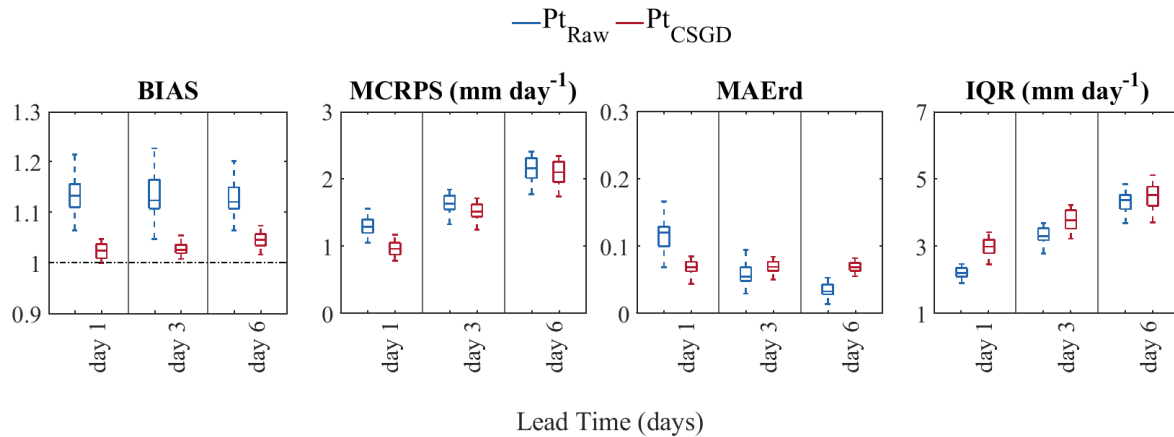 Pt_Raw Pt_CSGD
BIAS
1.3
1.2
1.1
1
0.9
day 1
day 3
day 6
MCRPS (mm day^-1)
3
2
1
0
day 1
day 3
day 6
MAErd
0.3
0.2
0.1
0
day 1
day 3
day 6
IQR (mm day^-1)
7
5
3
1
day 1
day 3
day 6
Lead Time (days)